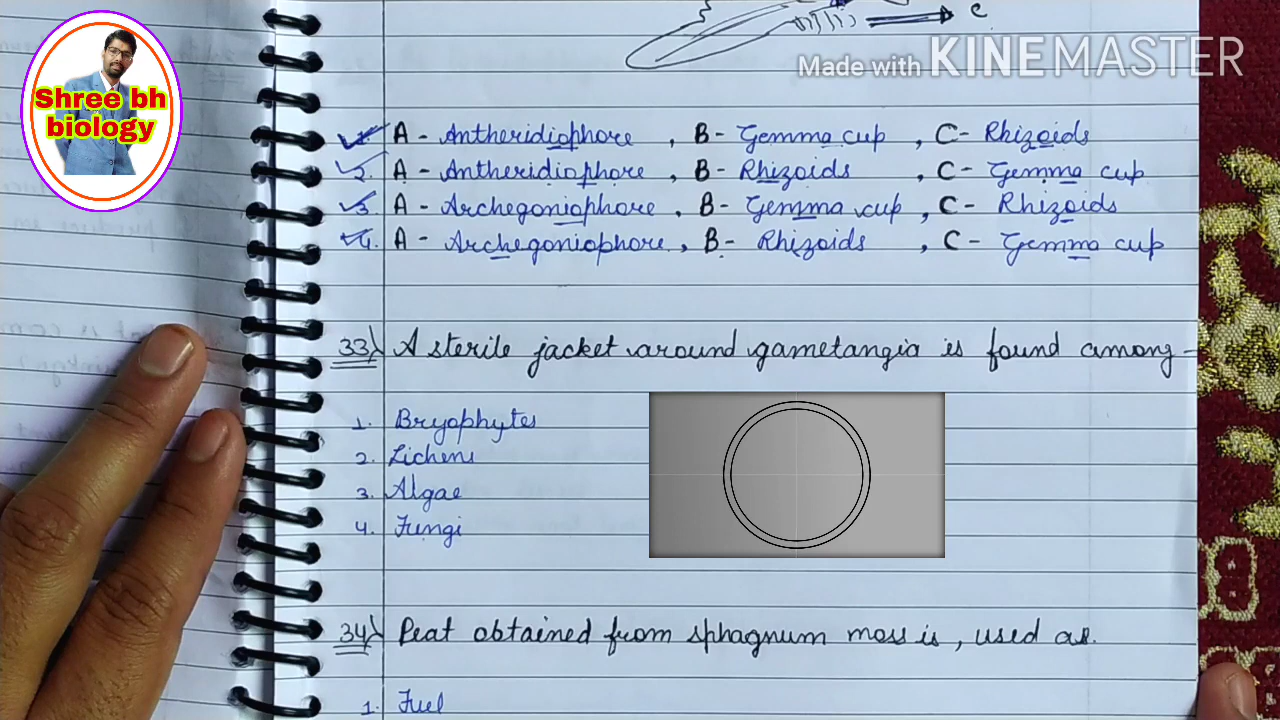 c
Made with KINEMASTER
Shree bh
biology
1. A - Antheridiophore , B - Gemma cup , C - Rhizoids
2. A - Antheridiophore , B - Rhizoids , C - Gemma cup
3. A - Archegoniophore , B - Gemma cup , C - Rhizoids
4. A - Archegoniophore , B - Rhizoids , C - Gemma cup
33) A sterile jacket around gametangia is found among -
1. Bryophytes
2. Lichens
3. Algae
4. Fungi
34) Peat obtained from sphagnum moss is, used as.
1. Fuel